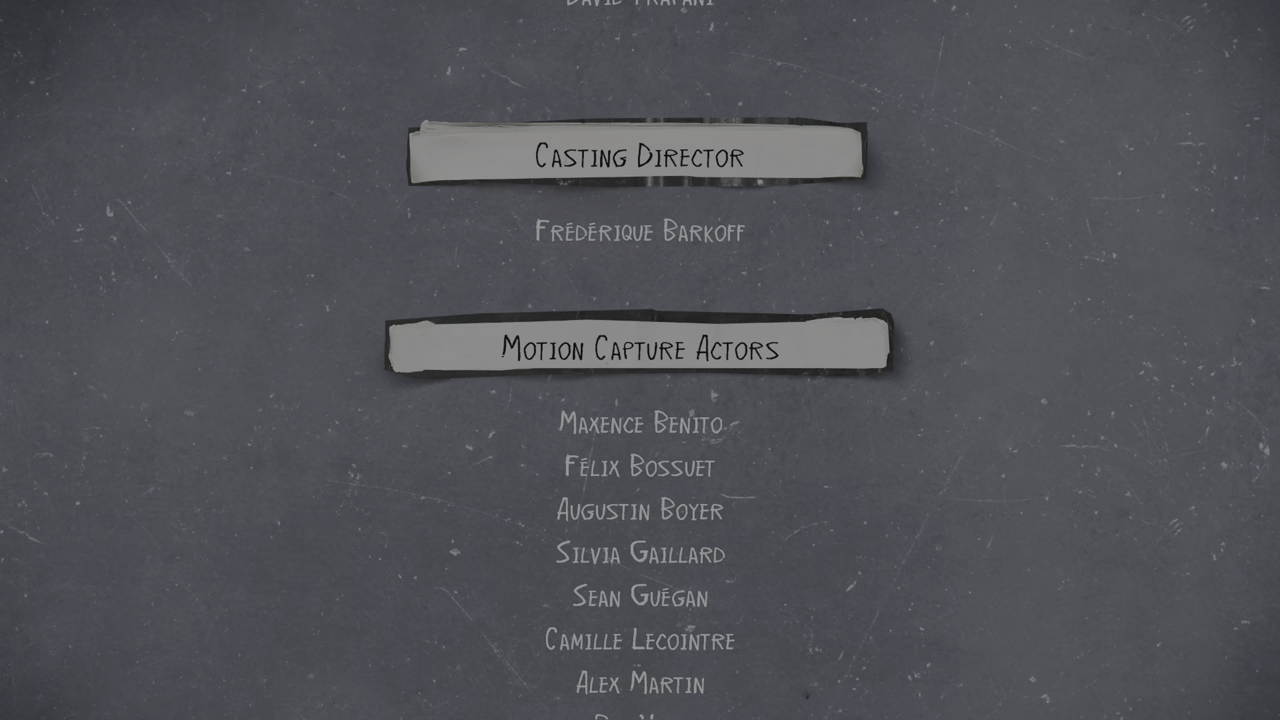 Casting Director
Frédérique Barkoff
Motion Capture Actors
Maxence Benito
Félix Bossuet
Augustin Boyer
Silvia Gaillard
Sean Guégan
Camille Lecointre
Alex Martin